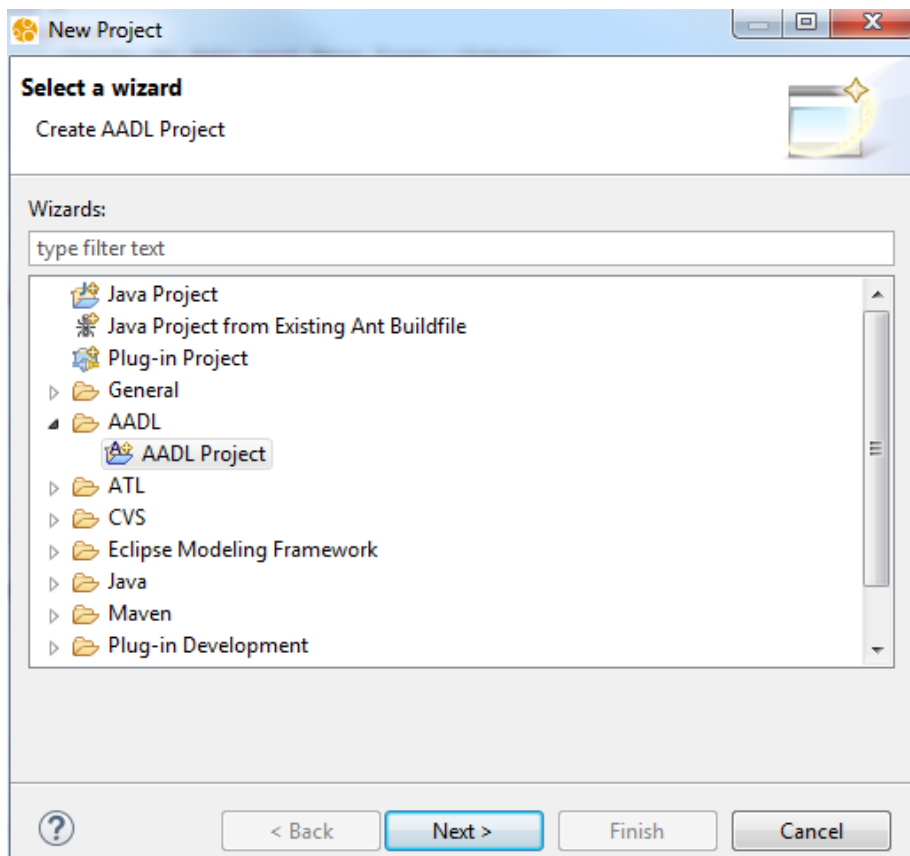 New Project
Select a wizard
Create AADL Project
Wizards:
type filter text
Java Project
Java Project from Existing Ant Buildfile
Plug-in Project
General
AADL
AADL Project
ATL
CVS
Eclipse Modeling Framework
Java
Maven
Plug-in Development
? < Back Next > Finish Cancel